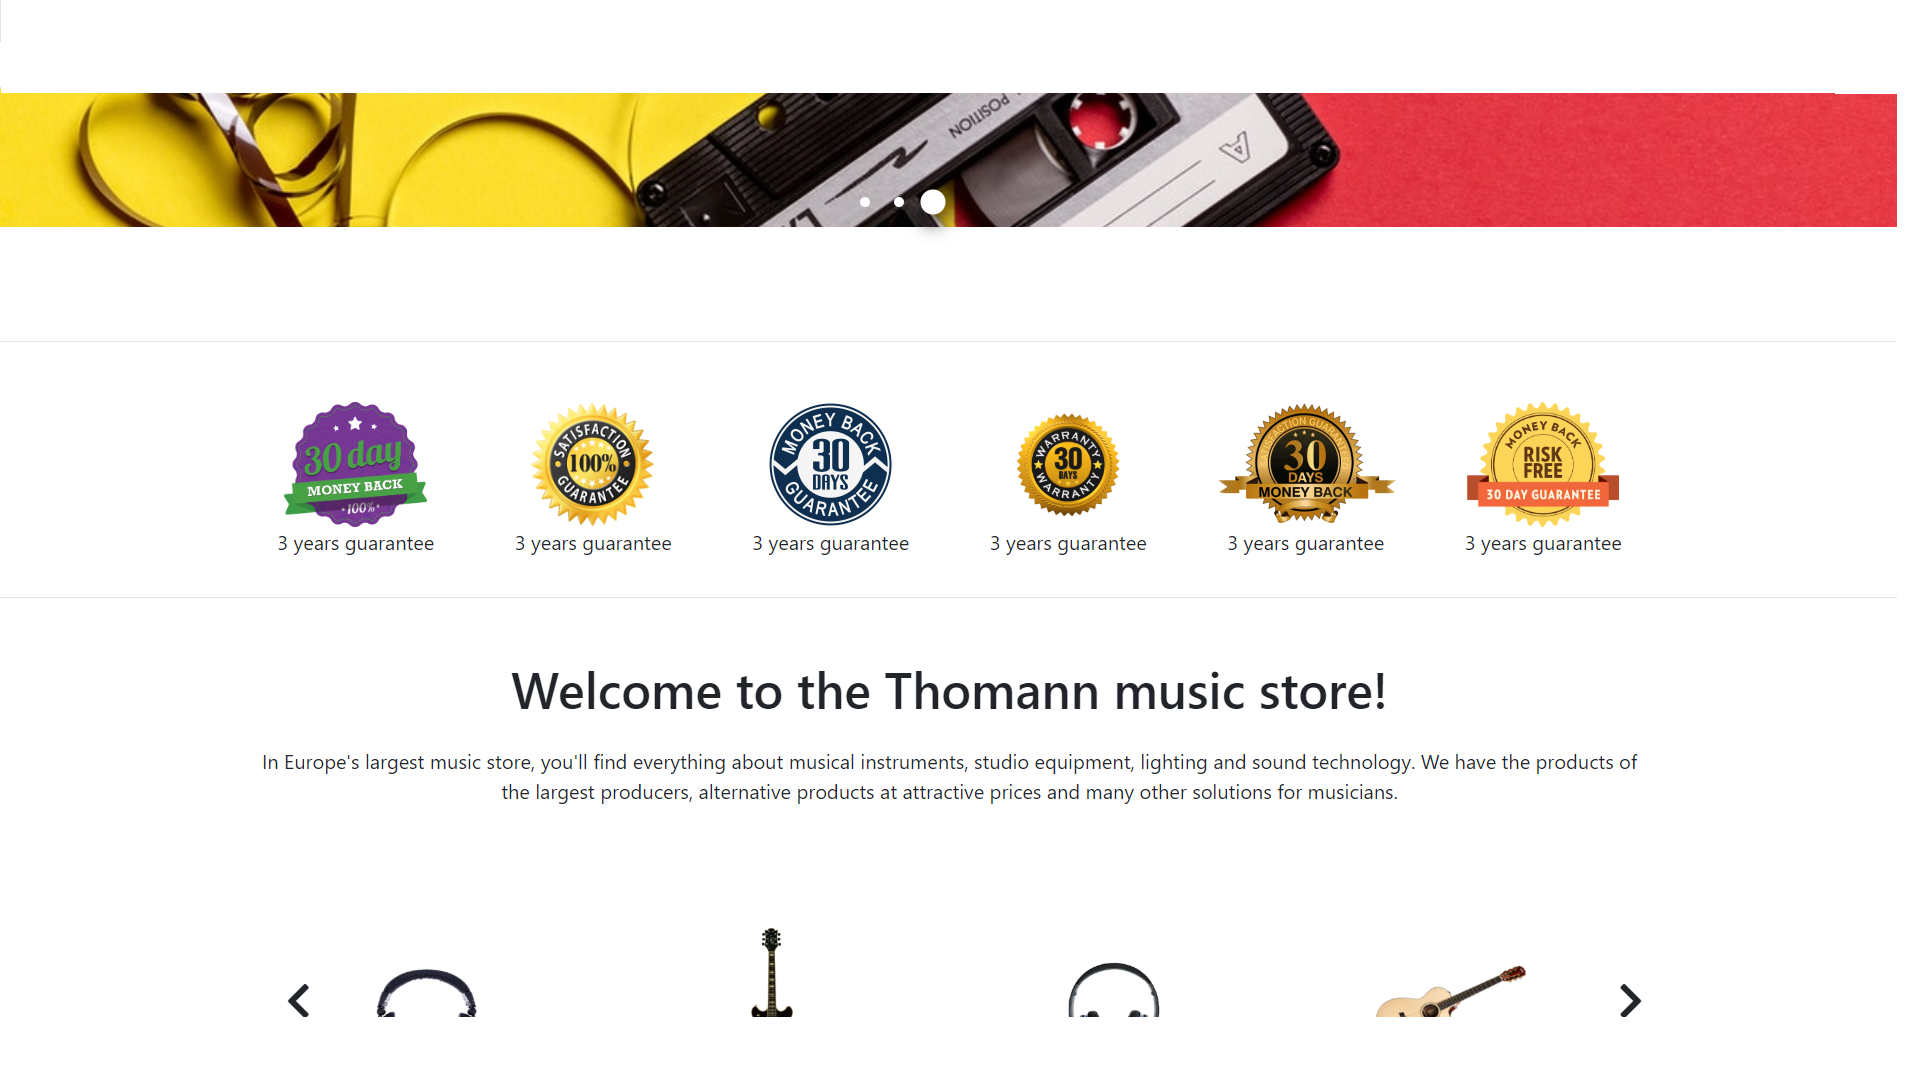 POSITION
A
30 day
MONEY BACK
100%
3 years guarantee
SATISFACTION
100%
GUARANTEE
3 years guarantee
MONEY BACK
30
DAYS
GUARANTEE
3 years guarantee
WARRANTY
30
DAYS
WARRANTY
3 years guarantee
SATISFACTION GUARANTEED
30
DAYS
MONEY BACK
3 years guarantee
MONEY BACK
RISK
FREE
30 DAY GUARANTEE
3 years guarantee
Welcome to the Thomann music store!
In Europe's largest music store, you'll find everything about musical instruments, studio equipment, lighting and sound technology. We have the products of
the largest producers, alternative products at attractive prices and many other solutions for musicians.